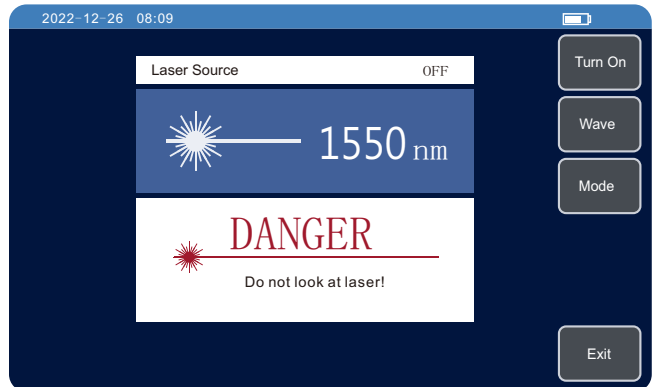 2022-12-26 08:09
Laser Source OFF
Turn On
1550 nm
Wave
Mode
DANGER
Do not look at laser!
Exit